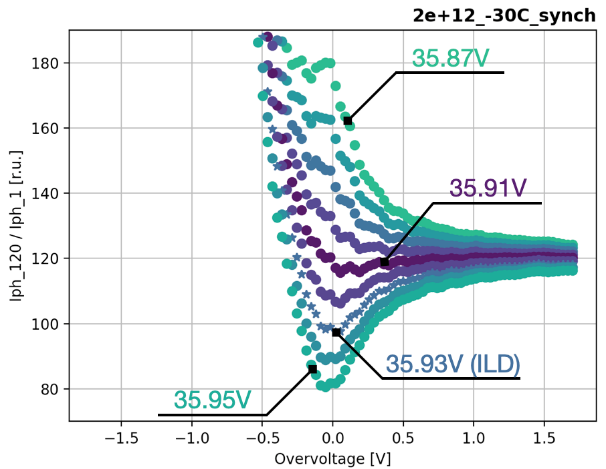 2e+12_-30C_synch
35.87V
35.91V
35.93V (ILD)
35.95V
Iph_120 / Iph_1 [r.u.]
180
160
140
120
100
80
−1.5 −1.0 −0.5 0.0 0.5 1.0 1.5
Overvoltage [V]